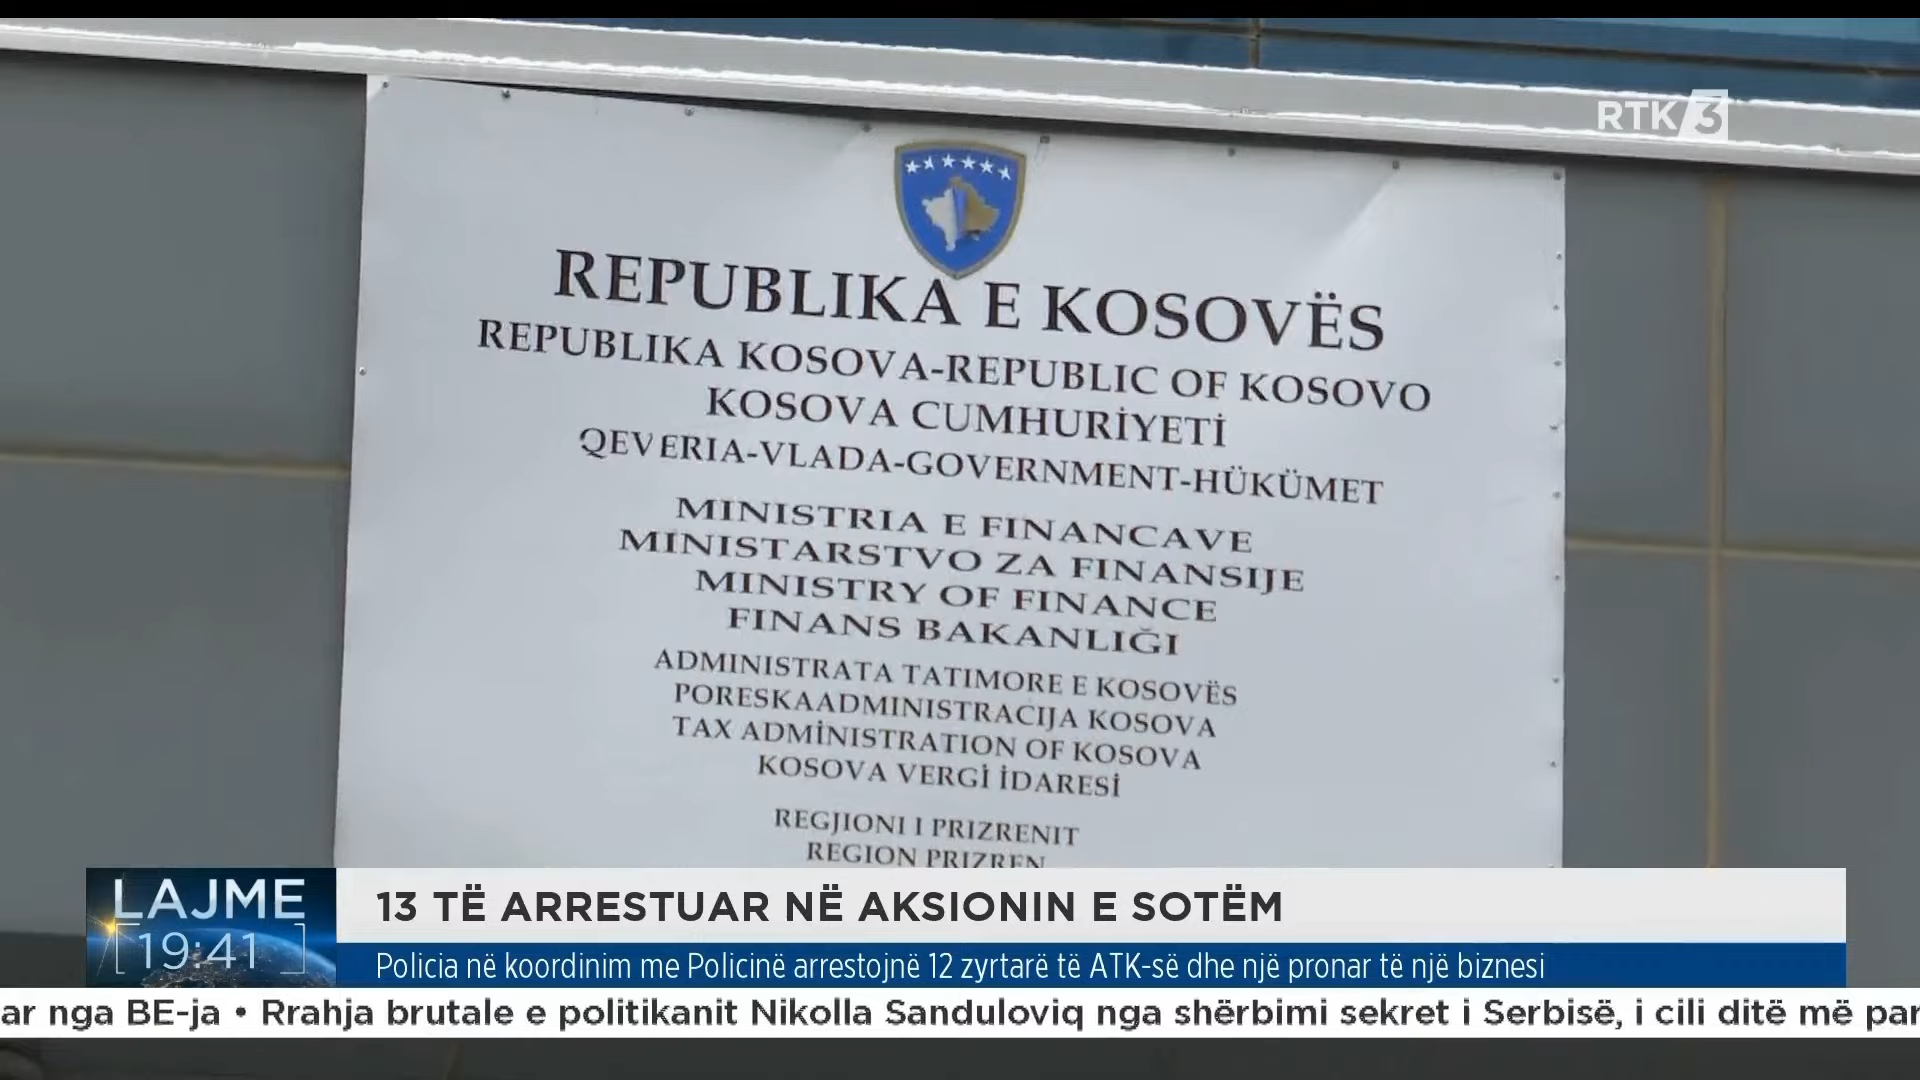 RTK 3
REPUBLIKA E KOSOVËS
REPUBLIKA KOSOVA-REPUBLIC OF KOSOVO
KOSOVA CUMHURİYETİ
QEVERIA-VLADA-GOVERNMENT-HÜKÜMET
MINISTRIA E FINANCAVE
MINISTARSTVO ZA FINANSIJE
MINISTRY OF FINANCE
FINANS BAKANLIĞI
ADMINISTRATA TATIMORE E KOSOVËS
PORESKAADMINISTRACIJA KOSOVA
TAX ADMİNISTRATION OF KOSOVA
KOSOVA VERGİ İDARESİ
REGJIONI I PRIZRENIT
REGION PRIZREN
LAJME
19:41
13 TË ARRESTUAR NË AKSIONIN E SOTËM
Policia në koordinim me Policinë arrestojnë 12 zyrtarë të ATK-së dhe një pronar të një biznesi
ar nga BE-ja • Rrahja brutale e politikanit Nikolla Sanduloviq nga shërbimi sekret i Serbisë, i cili ditë më par